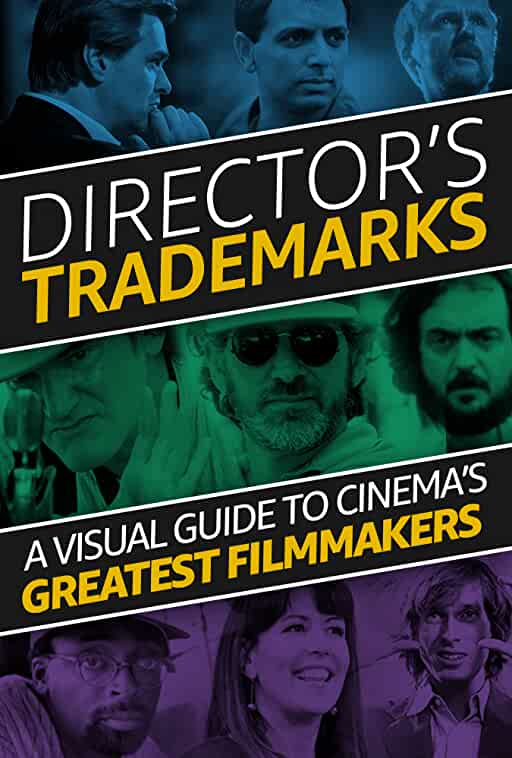 DIRECTOR'S
TRADEMARKS
A VISUAL GUIDE TO CINEMA'S
GREATEST FILMMAKERS